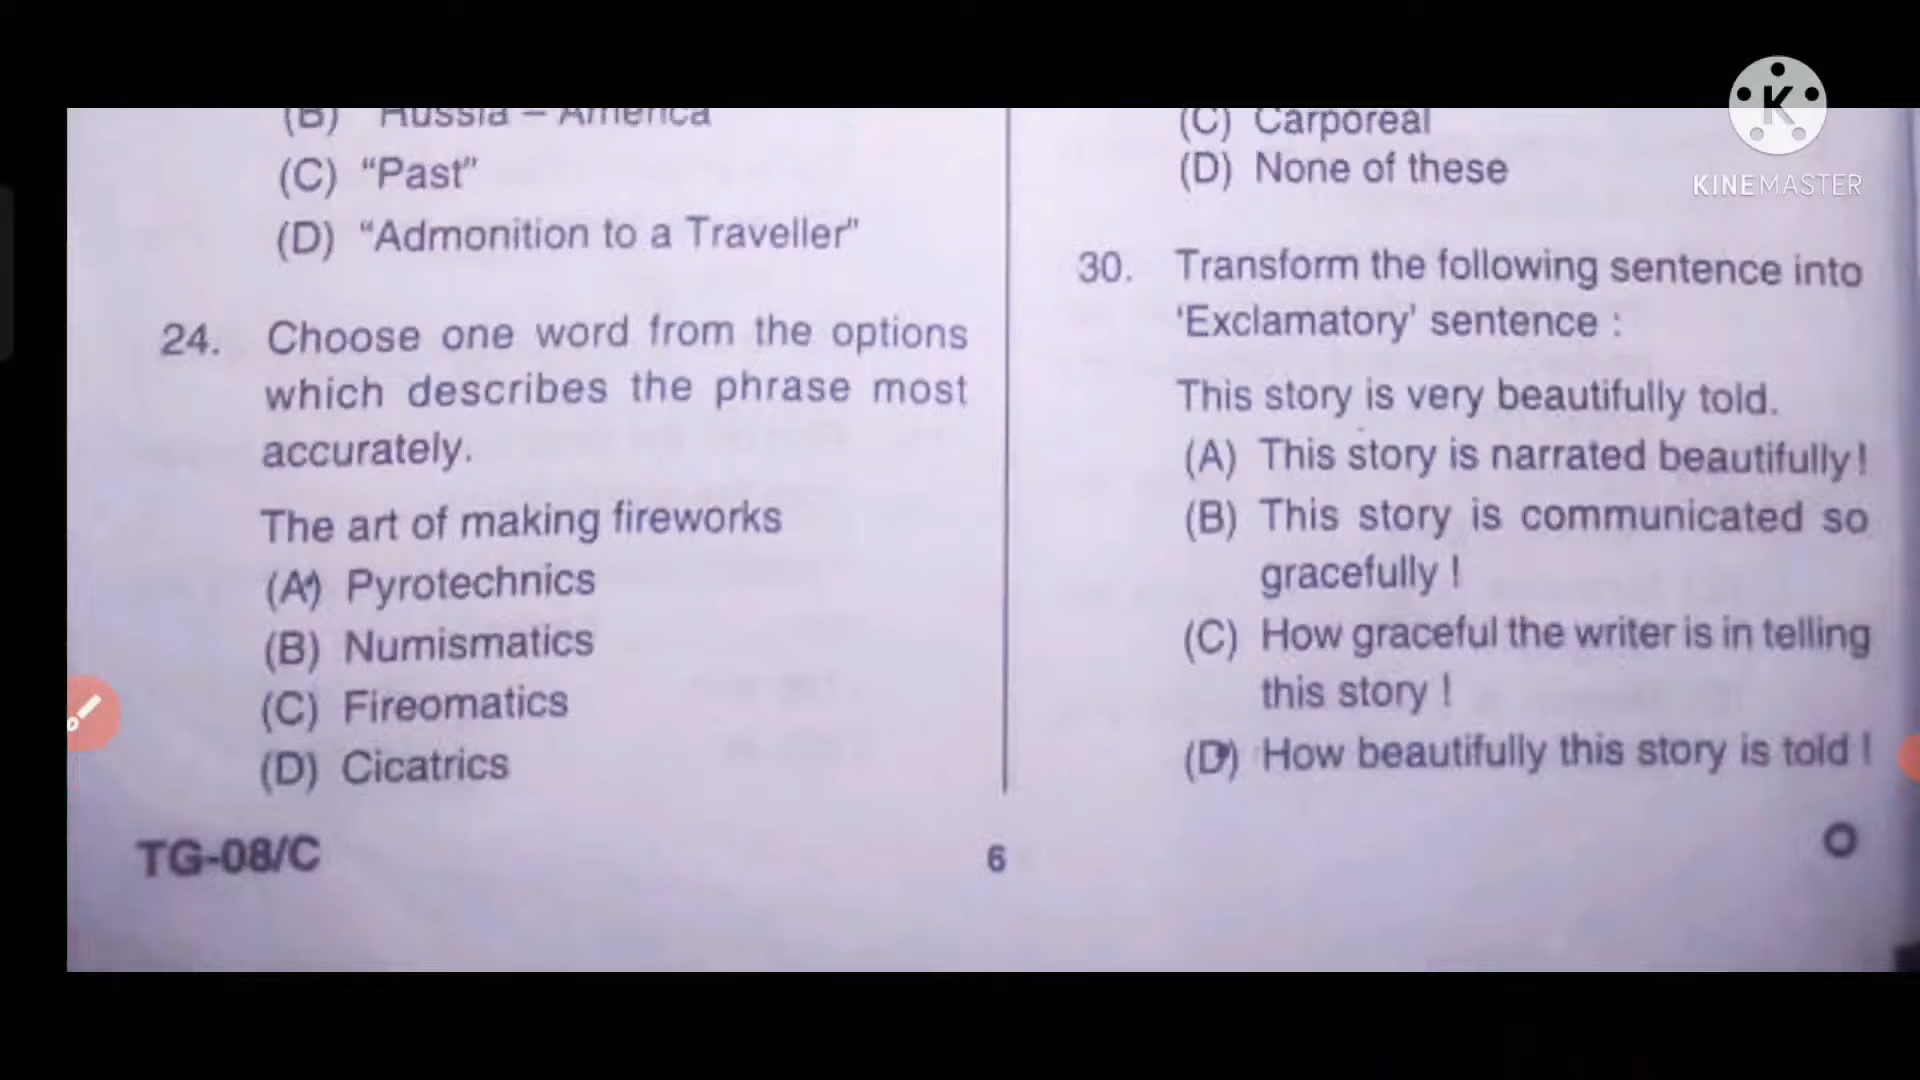 (B) Russia – America
(C) “Past”
(D) “Admonition to a Traveller”
24. Choose one word from the options
which describes the phrase most
accurately.
The art of making fireworks
(A) Pyrotechnics
(B) Numismatics
(C) Fireomatics
(D) Cicatrics
TG-08/C
6
(C) Carporeal
(D) None of these
30. Transform the following sentence into
'Exclamatory' sentence :
This story is very beautifully told.
(A) This story is narrated beautifully!
(B) This story is communicated so
gracefully !
(C) How graceful the writer is in telling
this story !
(D) How beautifully this story is told !
O
K
KINEMASTER